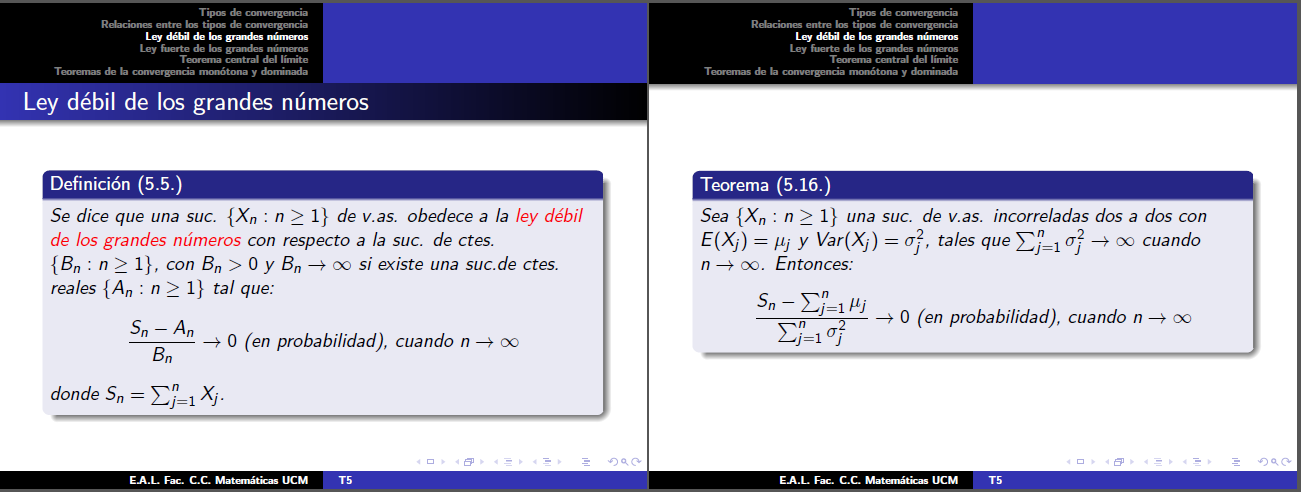 Tipos de convergencia
Relaciones entre los tipos de convergencia
Ley débil de los grandes números
Ley fuerte de los grandes números
Teorema central del límite
Teoremas de la convergencia monótona y dominada
Ley débil de los grandes números
Definición (5.5.)
Se dice que una suc. {Xₙ : n ≥ 1} de v.as. obedece a la ley débil
de los grandes números con respecto a la suc. de ctes.
{Bₙ : n ≥ 1}, con Bₙ > 0 y Bₙ → ∞ si existe una suc.de ctes.
reales {Aₙ : n ≥ 1} tal que:
(Sₙ − Aₙ) / Bₙ → 0 (en probabilidad), cuando n → ∞
donde Sₙ = ∑ⁿⱼ₌₁ Xⱼ.
E.A.L. Fac. C.C. Matemáticas UCM T5
Tipos de convergencia
Relaciones entre los tipos de convergencia
Ley débil de los grandes números
Ley fuerte de los grandes números
Teorema central del límite
Teoremas de la convergencia monótona y dominada
Teorema (5.16.)
Sea {Xₙ : n ≥ 1} una suc. de v.as. incorreladas dos a dos con
E(Xⱼ) = μⱼ y Var(Xⱼ) = σⱼ², tales que ∑ⁿⱼ₌₁ σⱼ² → ∞ cuando
n → ∞. Entonces:
(Sₙ − ∑ⁿⱼ₌₁ μⱼ) / (∑ⁿⱼ₌₁ σⱼ²) → 0 (en probabilidad), cuando n → ∞
E.A.L. Fac. C.C. Matemáticas UCM T5